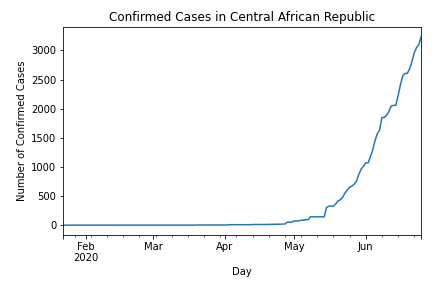 Confirmed Cases in Central African Republic
Number of Confirmed Cases
3000
2500
2000
1500
1000
500
0
Feb
2020
Mar
Apr
May
Jun
Day